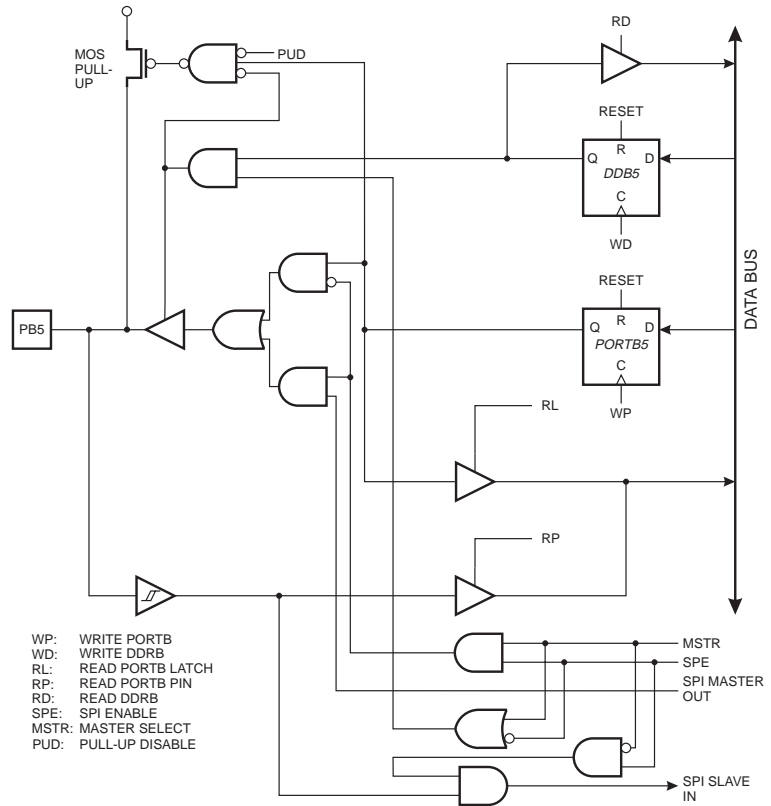 RD
MOS
PULL-
UP
PUD
RESET
R
Q
D
DDB5
C
WD
RESET
R
Q
D
PORTB5
C
WP
PB5
DATA BUS
RL
RP
WP: WRITE PORTB
WD: WRITE DDRB
RL: READ PORTB LATCH
RP: READ PORTB PIN
RD: READ DDRB
SPE: SPI ENABLE
MSTR: MASTER SELECT
PUD: PULL-UP DISABLE
MSTR
SPE
SPI MASTER
OUT
SPI SLAVE
IN